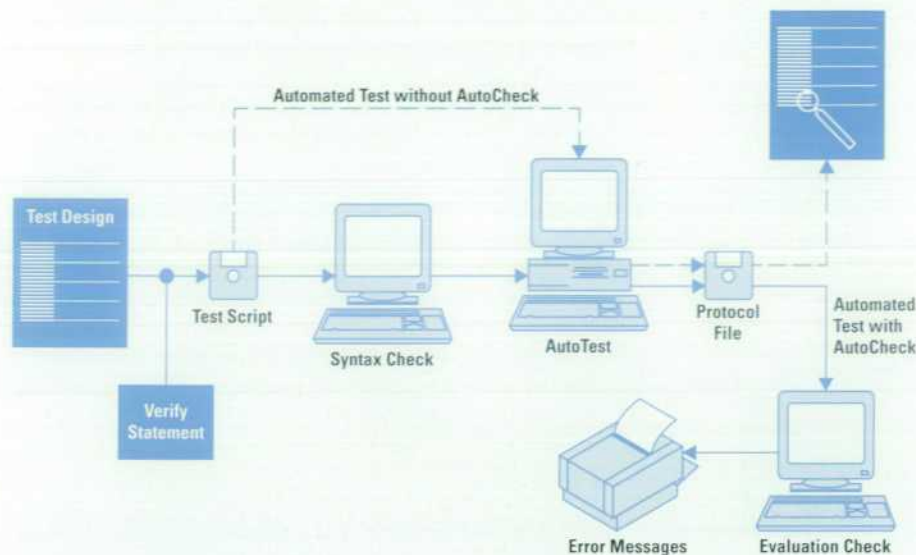 Automated Test without AutoCheck
Test Design
Test Script
Syntax Check
AutoTest
Protocol
File
Automated
Test with
AutoCheck
Verify
Statement
Error Messages
Evaluation Check